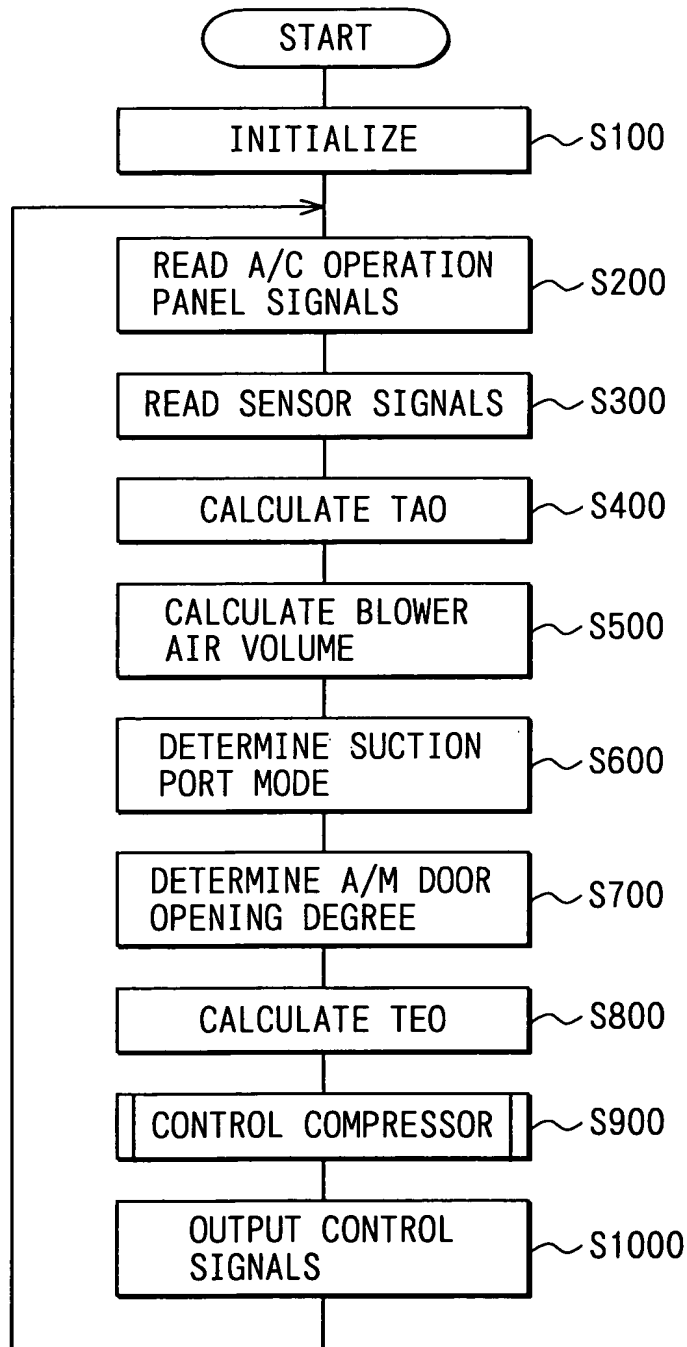 START
INITIALIZE
S100
READ A/C OPERATION
PANEL SIGNALS
S200
READ SENSOR SIGNALS
S300
CALCULATE TAO
S400
CALCULATE BLOWER
AIR VOLUME
S500
DETERMINE SUCTION
PORT MODE
S600
DETERMINE A/M DOOR
OPENING DEGREE
S700
CALCULATE TEO
S800
CONTROL COMPRESSOR
S900
OUTPUT CONTROL
SIGNALS
S1000